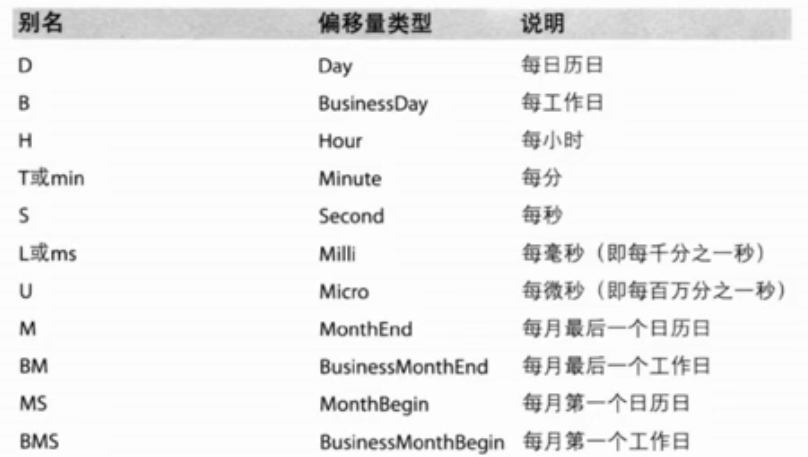 别名 偏移量类型 说明
D Day 每日历日
B BusinessDay 每工作日
H Hour 每小时
T或min Minute 每分
S Second 每秒
L或ms Milli 每毫秒（即每千分之一秒）
U Micro 每微秒（即每百万分之一秒）
M MonthEnd 每月最后一个日历日
BM BusinessMonthEnd 每月最后一个工作日
MS MonthBegin 每月第一个日历日
BMS BusinessMonthBegin 每月第一个工作日